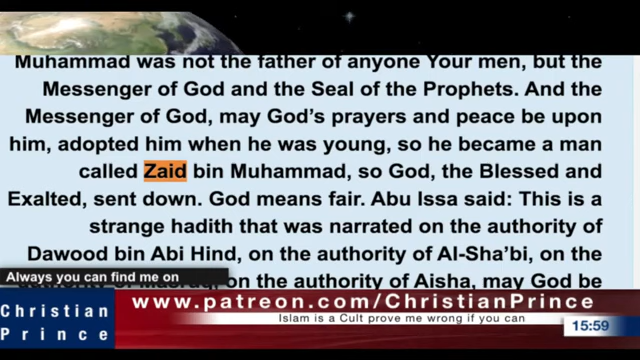 Muhammad was not the father of anyone Your men, but the
Messenger of God and the Seal of the Prophets. And the
Messenger of God, may God's prayers and peace be upon
him, adopted him when he was young, so he became a man
called Zaid bin Muhammad, so God, the Blessed and
Exalted, sent down. God means fair. Abu Issa said: This is a
strange hadith that was narrated on the authority of
Dawood bin Abi Hind, on the authority of Al-Sha'bi, on the
authority of Masruq, on the authority of Aisha, may God be
Always you can find me on
www.patreon.com/ChristianPrince
Islam is a Cult prove me wrong if you can
Christian
Prince
15:59